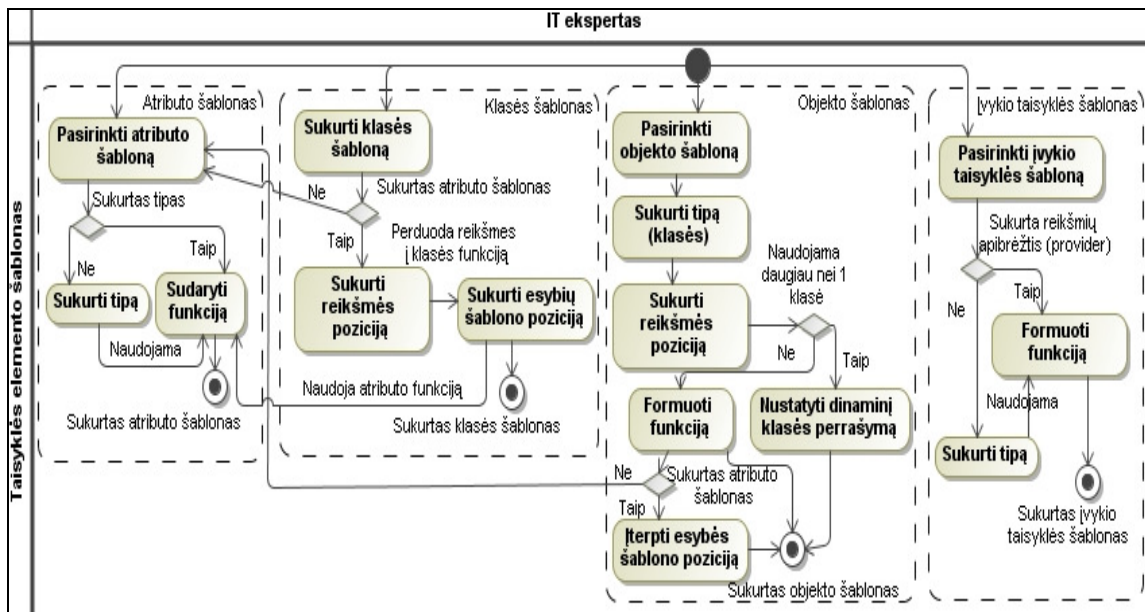 IT ekspertas
Taisyklės elemento šablonas
Atributo šablonas
Pasirinkti atributo
šabloną
Sukurtas tipas
Ne
Taip
Sukurti tipą
Sudaryti
funkciją
Naudojama
Sukurtas atributo šablonas
Klasės šablonas
Sukurti klasės
šabloną
Ne
Sukurtas atributo šablonas
Taip
Perduoda reikšmes
į klasės funkciją
Sukurti
reikšmės
poziciją
Sukurti esybių
šablono poziciją
Naudoja atributo funkciją
Sukurtas klasės šablonas
Objekto šablonas
Pasirinkti
objekto šabloną
Sukurti tipą
(klasės)
Naudojama
daugiau nei 1
klasė
Sukurti
reikšmės
poziciją
Ne
Taip
Formuoti
funkciją
Nustatyti dinaminį
klasės perrašymą
Ne
Sukurtas atributo
šablonas
Taip
Įterpti esybės
šablono poziciją
Sukurtas objekto šablonas
Įvykio taisyklės šablonas
Pasirinkti įvykio
taisyklės šabloną
Sukurta reikšmių
apibrėžtis (provider)
Taip
Ne
Formuoti
funkciją
Naudojama
Sukurti tipą
Sukurtas įvykio
taisyklės šablonas